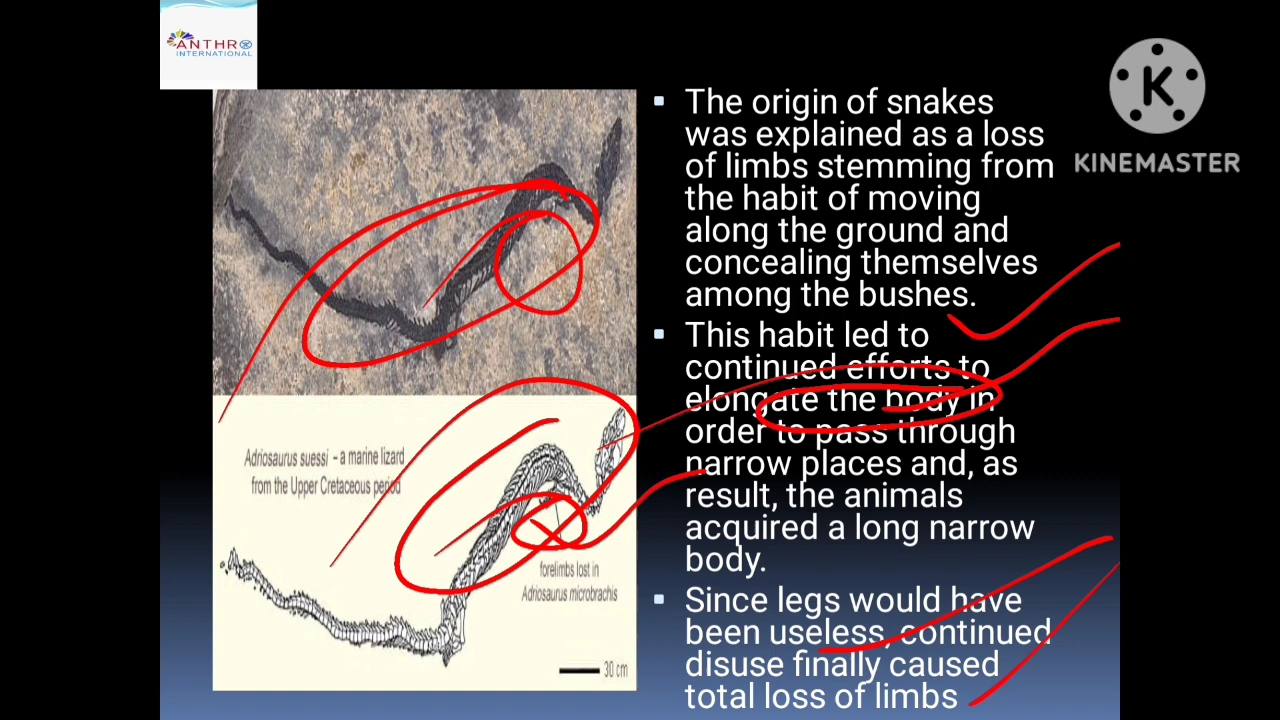 ANTHRO
INTERNATIONAL
KINEMASTER
The origin of snakes
was explained as a loss
of limbs stemming from
the habit of moving
along the ground and
concealing themselves
among the bushes.
This habit led to
continued efforts to
elongate the body in
order to pass through
narrow places and, as
result, the animals
acquired a long narrow
body.
Since legs would have
been useless, continued
disuse finally caused
total loss of limbs
Adriosaurus suessi – a marine lizard
from the Upper Cretaceous period
forelimbs lost in
Adriosaurus microbrachis
30 cm